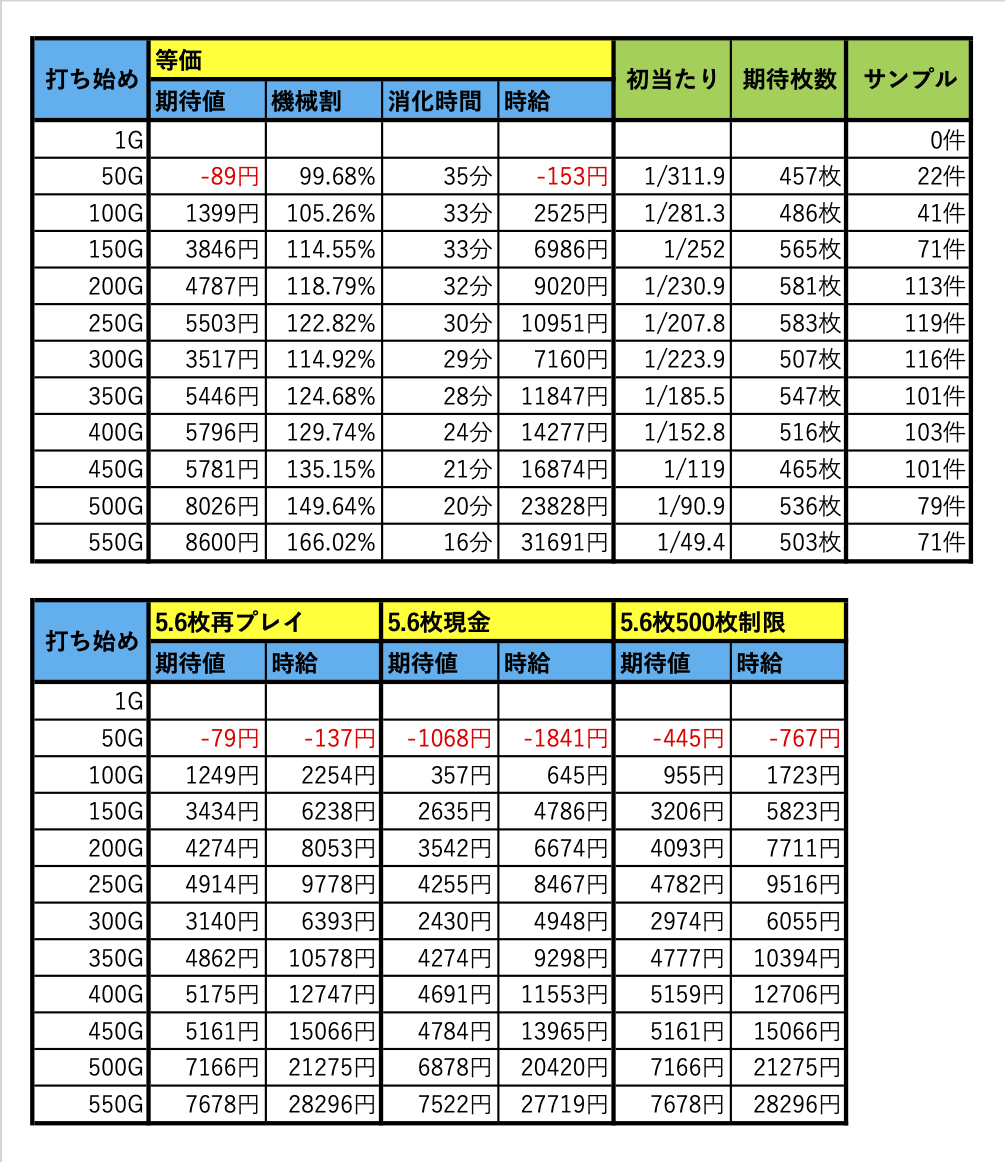 打ち始め 等価 初当たり 期待枚数 サンプル
期待値 機械割 消化時間 時給
1G 0件
50G -89円 99.68% 35分 -153円 1/311.9 457枚 22件
100G 1399円 105.26% 33分 2525円 1/281.3 486枚 41件
150G 3846円 114.55% 33分 6986円 1/252 565枚 71件
200G 4787円 118.79% 32分 9020円 1/230.9 581枚 113件
250G 5503円 122.82% 30分 10951円 1/207.8 583枚 119件
300G 3517円 114.92% 29分 7160円 1/223.9 507枚 116件
350G 5446円 124.68% 28分 11847円 1/185.5 547枚 101件
400G 5796円 129.74% 24分 14277円 1/152.8 516枚 103件
450G 5781円 135.15% 21分 16874円 1/119 465枚 101件
500G 8026円 149.64% 20分 23828円 1/90.9 536枚 79件
550G 8600円 166.02% 16分 31691円 1/49.4 503枚 71件
打ち始め 5.6枚再プレイ 5.6枚現金 5.6枚500枚制限
期待値 時給 期待値 時給 期待値 時給
1G
50G -79円 -137円 -1068円 -1841円 -445円 -767円
100G 1249円 2254円 357円 645円 955円 1723円
150G 3434円 6238円 2635円 4786円 3206円 5823円
200G 4274円 8053円 3542円 6674円 4093円 7711円
250G 4914円 9778円 4255円 8467円 4782円 9516円
300G 3140円 6393円 2430円 4948円 2974円 6055円
350G 4862円 10578円 4274円 9298円 4777円 10394円
400G 5175円 12747円 4691円 11553円 5159円 12706円
450G 5161円 15066円 4784円 13965円 5161円 15066円
500G 7166円 21275円 6878円 20420円 7166円 21275円
550G 7678円 28296円 7522円 27719円 7678円 28296円